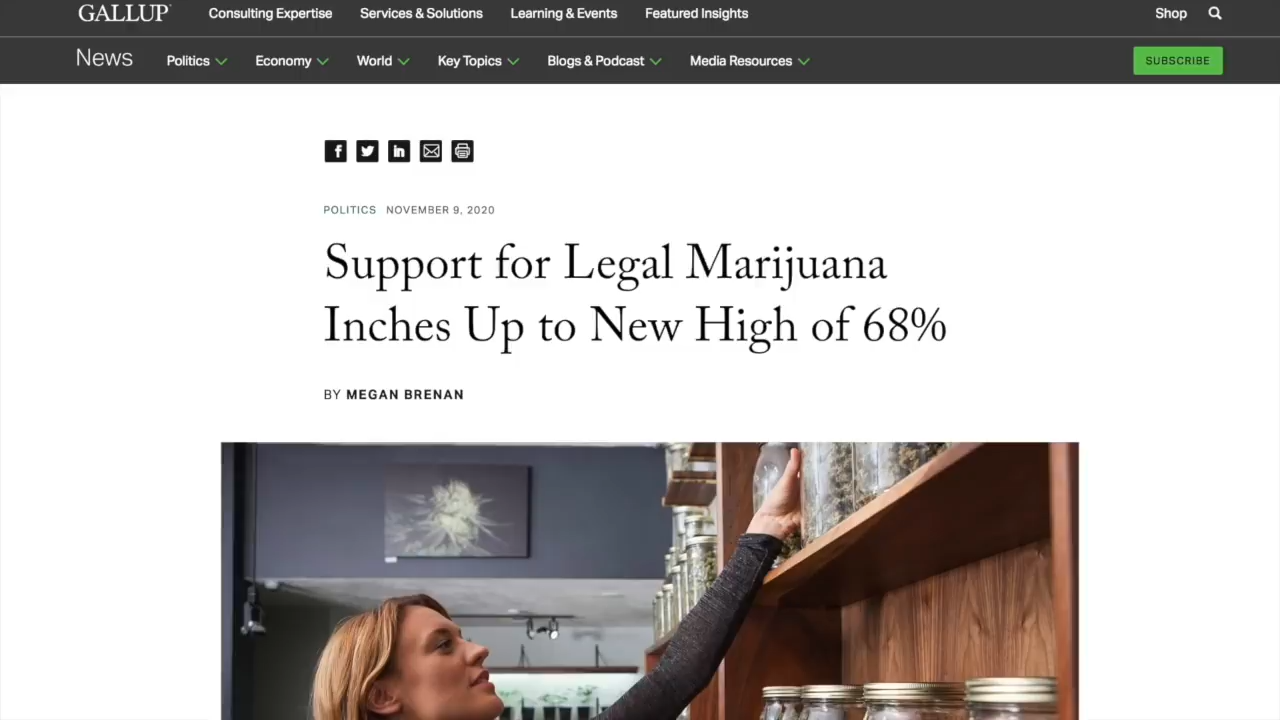 GALLUP
Consulting Expertise Services & Solutions Learning & Events Featured Insights Shop
News Politics Economy World Key Topics Blogs & Podcast Media Resources SUBSCRIBE
POLITICS NOVEMBER 9, 2020
Support for Legal Marijuana
Inches Up to New High of 68%
BY MEGAN BRENAN